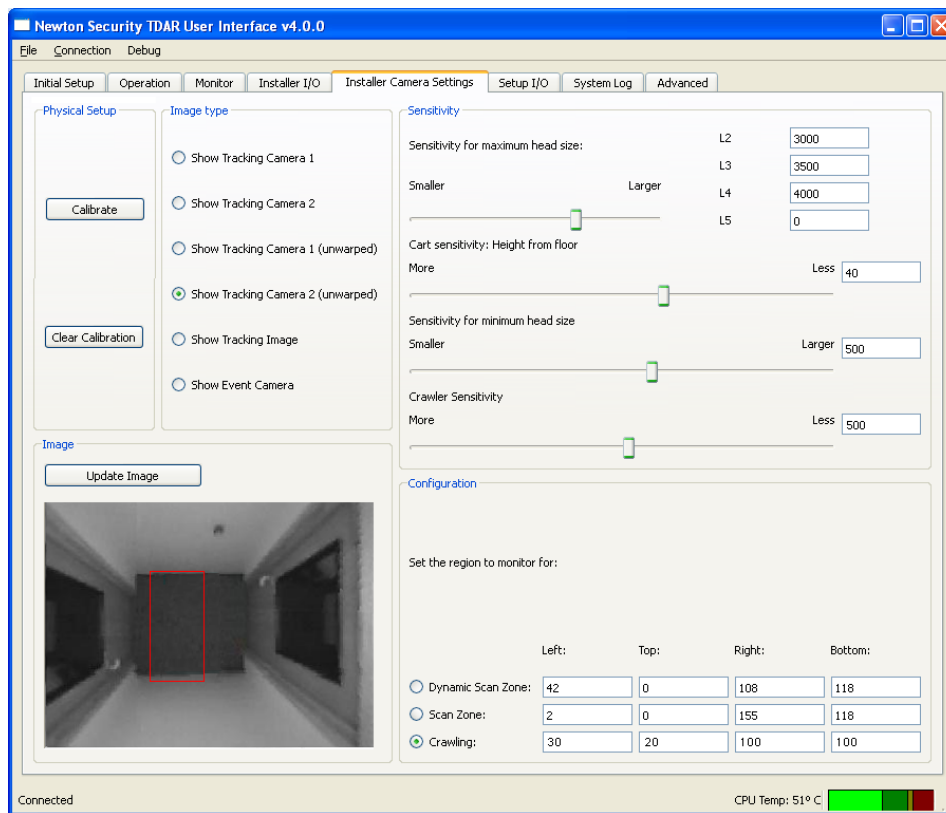 Newton Security TDAR User Interface v4.0.0
File Connection Debug
Initial Setup Operation Monitor Installer I/O Installer Camera Settings Setup I/O System Log Advanced
Physical Setup
Calibrate
Clear Calibration
Image type
Show Tracking Camera 1
Show Tracking Camera 2
Show Tracking Camera 1 (unwarped)
Show Tracking Camera 2 (unwarped)
Show Tracking Image
Show Event Camera
Image
Update Image
Sensitivity
Sensitivity for maximum head size:
Smaller Larger
L2 3000
L3 3500
L4 4000
L5 0
Cart sensitivity: Height from floor
More Less 40
Sensitivity for minimum head size
Smaller Larger 500
Crawler Sensitivity
More Less 500
Configuration
Set the region to monitor for:
Left: Top: Right: Bottom:
Dynamic Scan Zone: 42 0 108 118
Scan Zone: 2 0 155 118
Crawling: 30 20 100 100
Connected
CPU Temp: 51º C